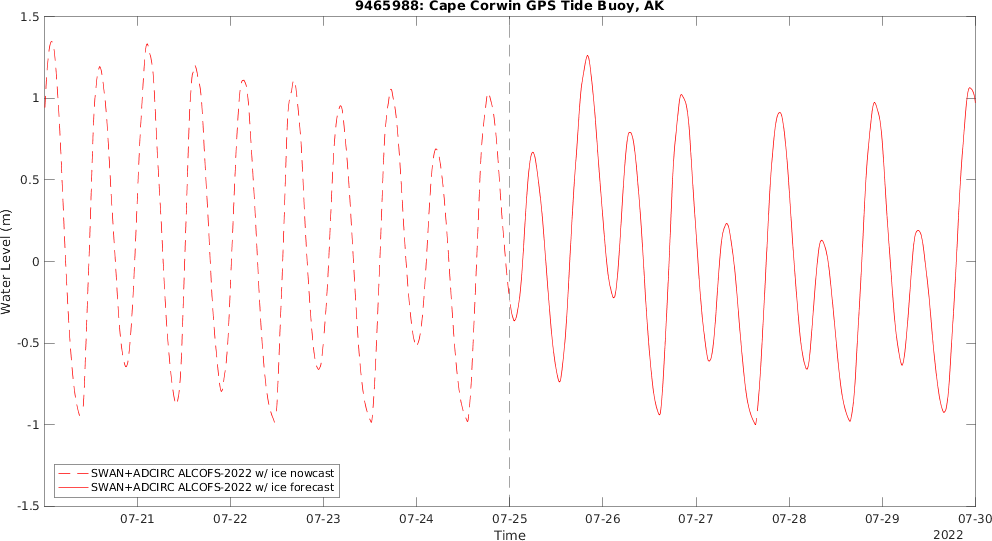 9465988: Cape Corwin GPS Tide Buoy, AK
1.5
1
0.5
0
-0.5
-1
-1.5
Water Level (m)
SWAN+ADCIRC ALCOFS-2022 w/ ice nowcast
SWAN+ADCIRC ALCOFS-2022 w/ ice forecast
07-21 07-22 07-23 07-24 07-25 07-26 07-27 07-28 07-29 07-30
Time
2022